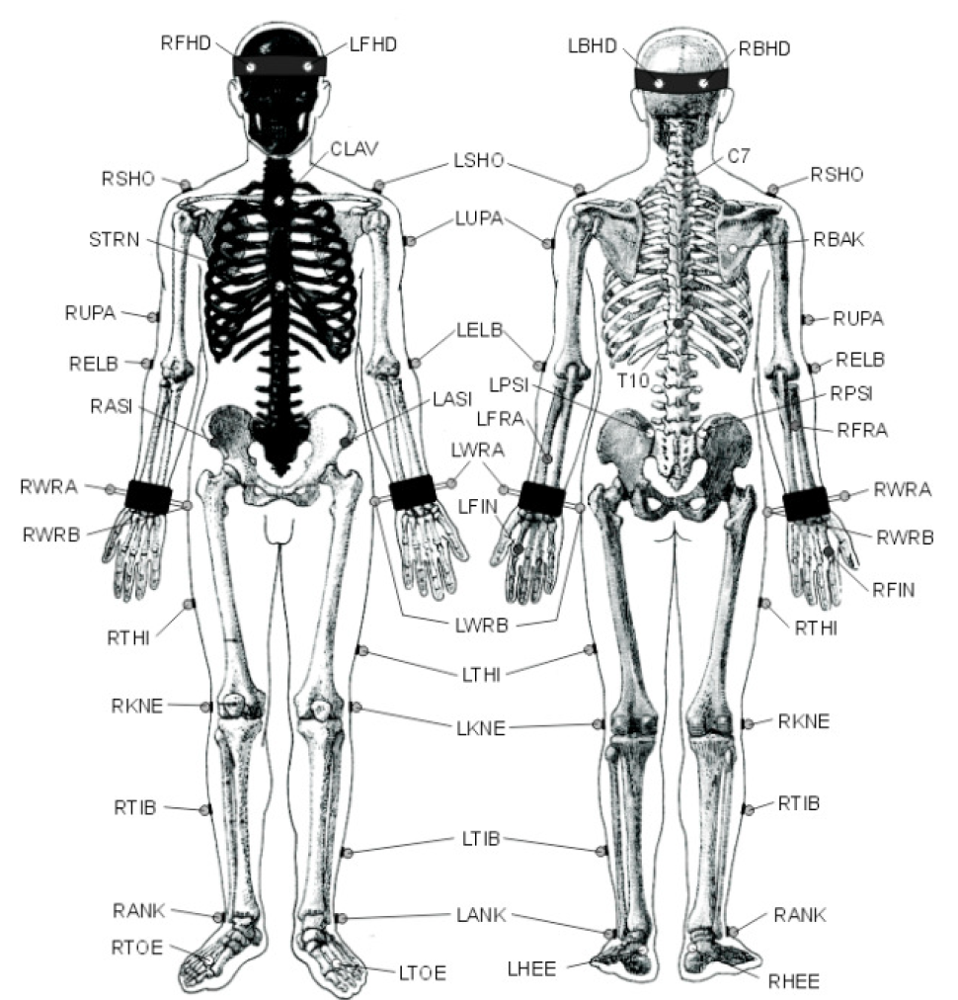 RFHD
LFHD
LBHD
RBHD
CLAV
LSHO
C7
RSHO
RSHO
STRN
LUPA
RBAK
RUPA
LELB
RUPA
RELB
T10
RELB
LPSI
RPSI
RASI
LASI
LFRA
RFRA
LWRA
RWRA
RWRA
LFIN
RWRB
RWRB
RFIN
RTHI
LWRB
RTHI
LTHI
RKNE
LKNE
RKNE
RTIB
LTIB
RTIB
RANK
LANK
RANK
RTOE
LTOE
LHEE
RHEE